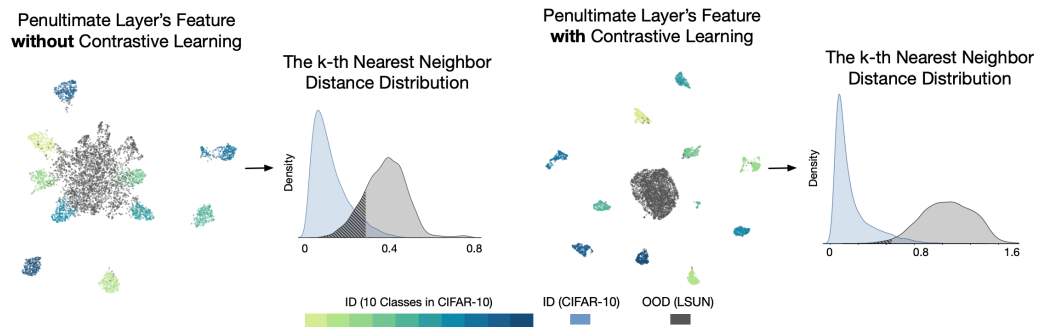 Penultimate Layer's Feature
without Contrastive Learning
The k-th Nearest Neighbor
Distance Distribution
Density
0 0.4 0.8
Penultimate Layer's Feature
with Contrastive Learning
The k-th Nearest Neighbor
Distance Distribution
Density
0 0.8 1.6
ID (10 Classes in CIFAR-10) ID (CIFAR-10) OOD (LSUN)